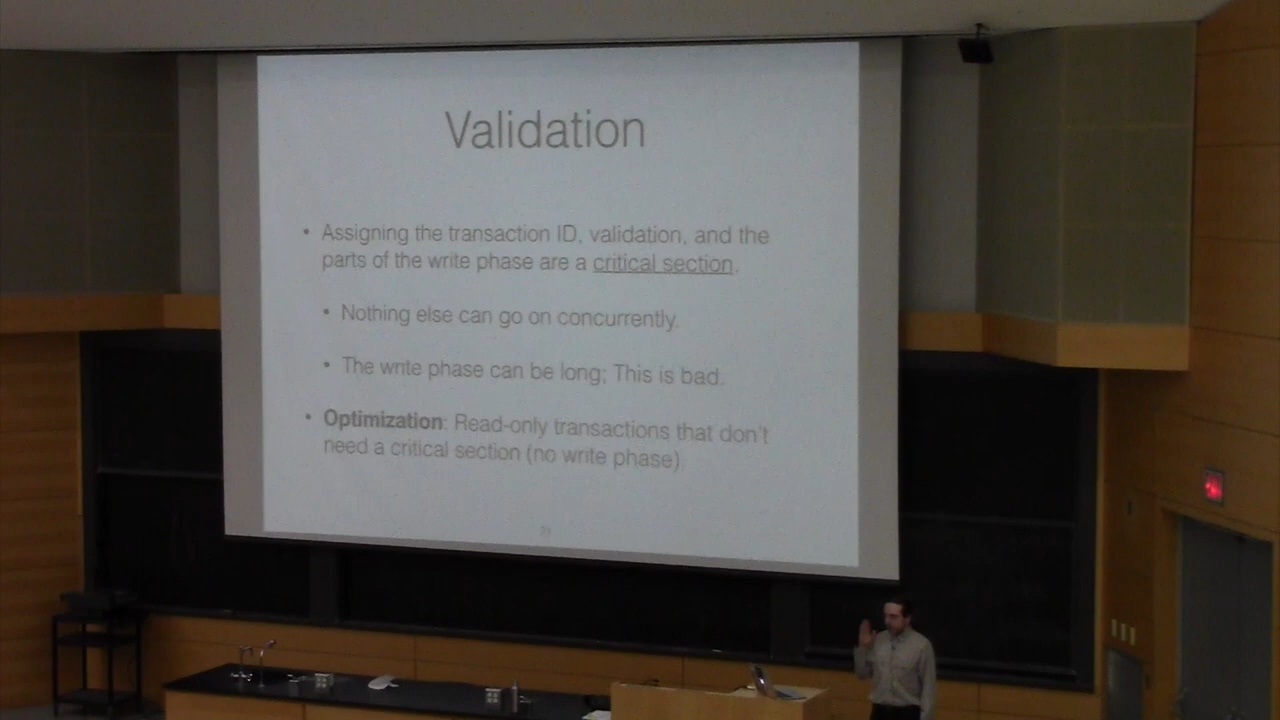 Validation
• Assigning the transaction ID, validation, and the
parts of the write phase are a critical section.
• Nothing else can go on concurrently.
• The write phase can be long; This is bad.
• Optimization: Read-only transactions that don't
need a critical section (no write phase).